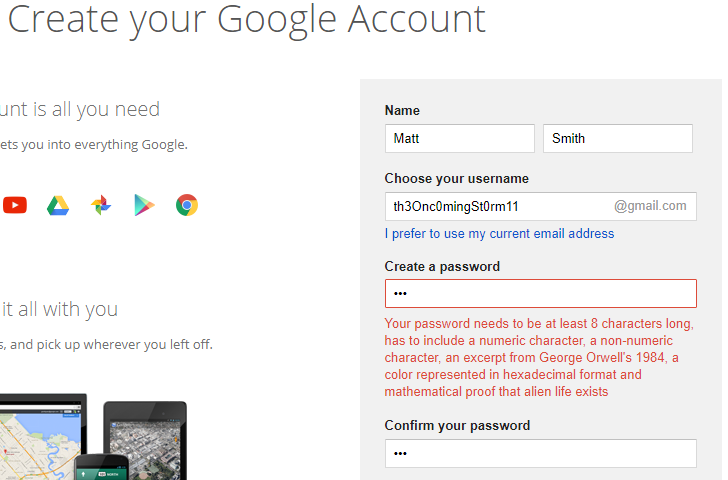 Create your Google Account
unt is all you need
ets you into everything Google.
it all with you
s, and pick up wherever you left off.
Name
Matt Smith
Choose your username
th3Onc0mingSt0rm11 @gmail.com
I prefer to use my current email address
Create a password
•••
Your password needs to be at least 8 characters long,
has to include a numeric character, a non-numeric
character, an excerpt from George Orwell's 1984, a
color represented in hexadecimal format and
mathematical proof that alien life exists
Confirm your password
•••